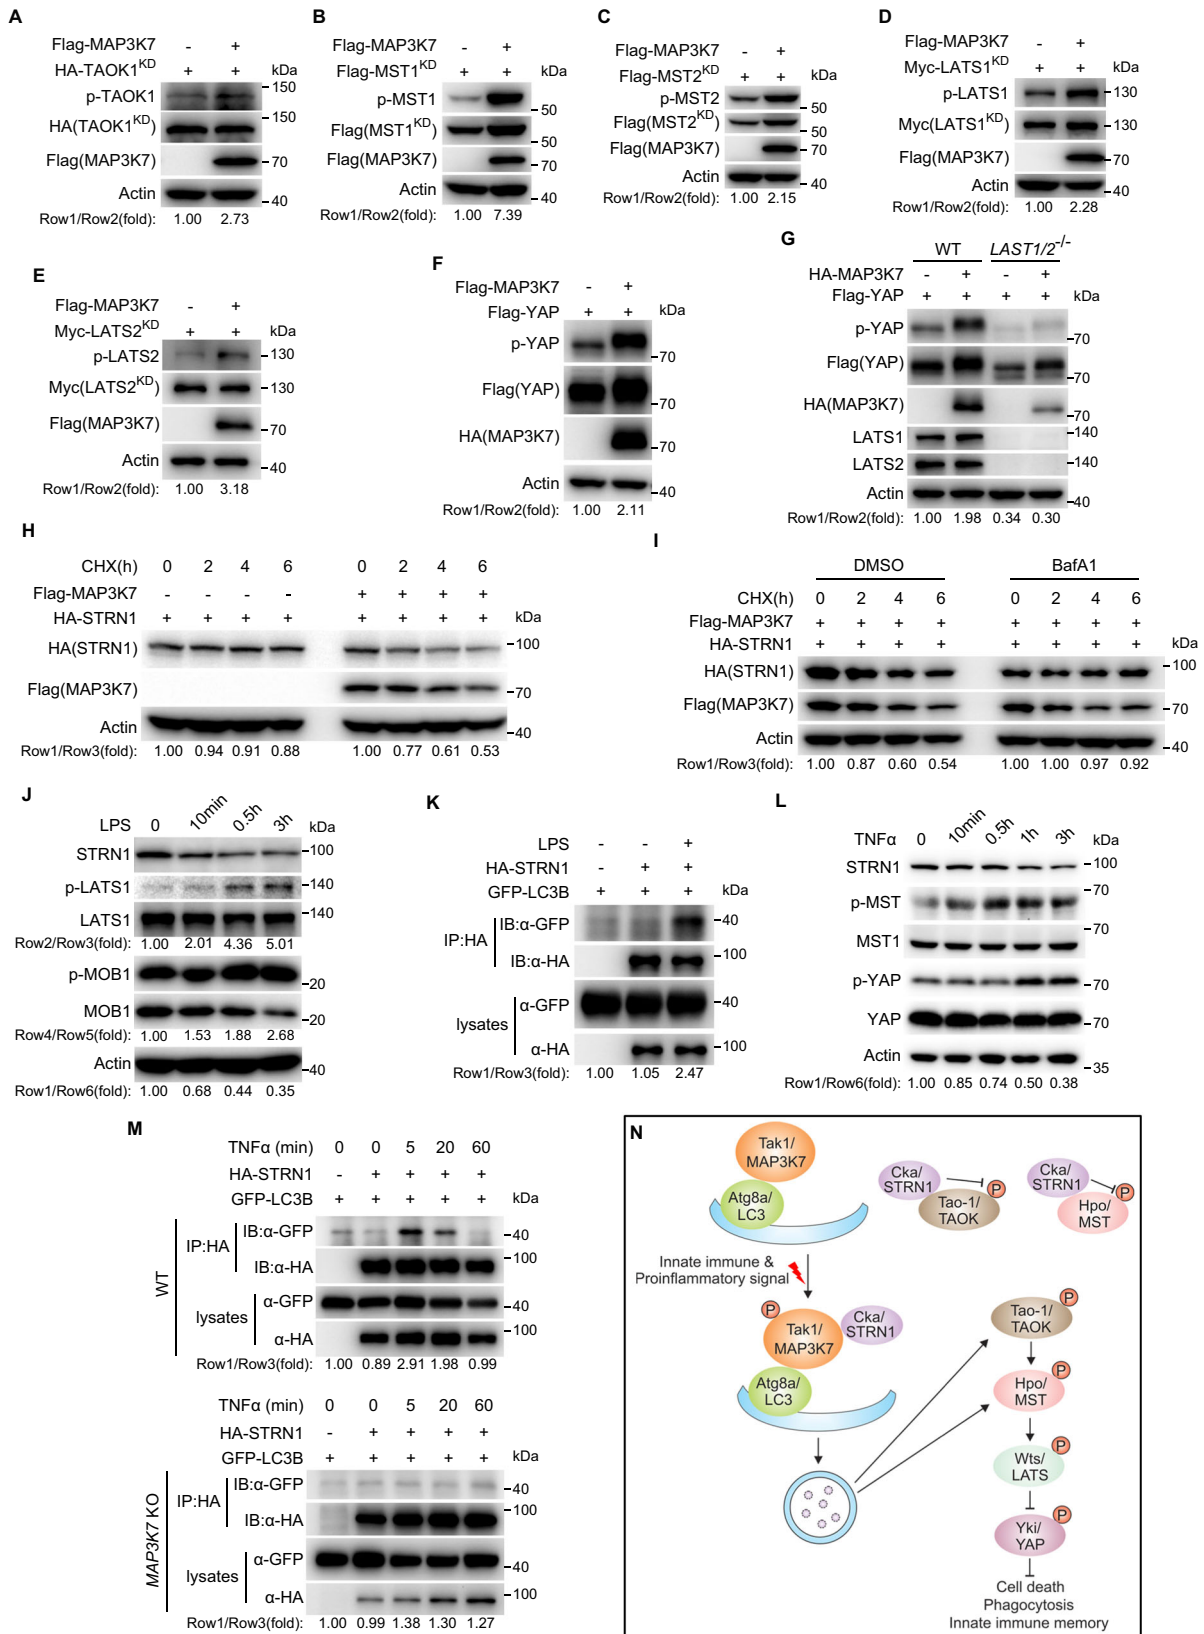 A
Flag-MAP3K7 - +
HA-TAOK1KD + + kDa
p-TAOK1 150
HA(TAOK1KD) 150
Flag(MAP3K7) 70
Actin 40
Row1/Row2(fold): 1.00 2.73
B
Flag-MAP3K7 - +
Flag-MST1KD + + kDa
p-MST1 50
Flag(MST1KD) 50
Flag(MAP3K7) 70
Actin 40
Row1/Row2(fold): 1.00 7.39
C
Flag-MAP3K7 - +
Flag-MST2KD + + kDa
p-MST2 50
Flag(MST2KD) 50
Flag(MAP3K7) 70
Actin 40
Row1/Row2(fold): 1.00 2.15
D
Flag-MAP3K7 - +
Myc-LATS1KD + + kDa
p-LATS1 130
Myc(LATS1KD) 130
Flag(MAP3K7) 70
Actin 40
Row1/Row2(fold): 1.00 2.28
E
Flag-MAP3K7 - +
Myc-LATS2KD + + kDa
p-LATS2 130
Myc(LATS2KD) 130
Flag(MAP3K7) 70
Actin 40
Row1/Row2(fold): 1.00 3.18
F
Flag-MAP3K7 - +
Flag-YAP + + kDa
p-YAP 70
Flag(YAP) 70
HA(MAP3K7) 70
Actin 40
Row1/Row2(fold): 1.00 2.11
G
WT LAST1/2-/-
HA-MAP3K7 - + - +
Flag-YAP + + + + kDa
p-YAP 70
Flag(YAP) 70
HA(MAP3K7) 70
LATS1 140
LATS2 140
Actin 40
Row1/Row2(fold): 1.00 1.98 0.34 0.30
H
CHX(h) 0 2 4 6 0 2 4 6
Flag-MAP3K7 - - - - + + + +
HA-STRN1 + + + + + + + + kDa
HA(STRN1) 100
Flag(MAP3K7) 70
Actin 40
Row1/Row3(fold): 1.00 0.94 0.91 0.88 1.00 0.77 0.61 0.53
I
DMSO BafA1
CHX(h) 0 2 4 6 0 2 4 6
Flag-MAP3K7 + + + + + + + +
HA-STRN1 + + + + + + + + kDa
HA(STRN1) 100
Flag(MAP3K7) 70
Actin 40
Row1/Row3(fold): 1.00 0.87 0.60 0.54 1.00 1.00 0.97 0.92
J
LPS 0 10min 0.5h 3h kDa
STRN1 100
p-LATS1 140
LATS1 140
Row2/Row3(fold): 1.00 2.01 4.36 5.01
p-MOB1 20
MOB1 20
Row4/Row5(fold): 1.00 1.53 1.88 2.68
Actin 40
Row1/Row6(fold): 1.00 0.68 0.44 0.35
K
LPS - - +
HA-STRN1 - + +
GFP-LC3B + + + kDa
IP:HA
IB:α-GFP 40
IB:α-HA 100
lysates
α-GFP 40
α-HA 100
Row1/Row3(fold): 1.00 1.05 2.47
L
TNFα 0 10min 0.5h 1h 3h kDa
STRN1 100
p-MST 70
MST1 70
p-YAP 70
YAP 70
Actin 35
Row1/Row6(fold): 1.00 0.85 0.74 0.50 0.38
M
TNFα (min) 0 0 5 20 60
HA-STRN1 - + + + +
GFP-LC3B + + + + + kDa
WT
IP:HA
IB:α-GFP 40
IB:α-HA 100
lysates
α-GFP 40
α-HA 100
Row1/Row3(fold): 1.00 0.89 2.91 1.98 0.99
TNFα (min) 0 0 5 20 60
HA-STRN1 - + + + +
GFP-LC3B + + + + + kDa
MAP3K7 KO
IP:HA
IB:α-GFP 40
IB:α-HA 100
lysates
α-GFP 40
α-HA 100
Row1/Row3(fold): 1.00 0.99 1.38 1.30 1.27
N
Tak1/
MAP3K7
Atg8a/
LC3
Cka/
STRN1
P
Tao-1/
TAOK
Cka/
STRN1
P
Hpo/
MST
Innate immune &
Proinflammatory signal
P
Tak1/
MAP3K7
Cka/
STRN1
Atg8a/
LC3
P
Tao-1/
TAOK
P
Hpo/
MST
P
Wts/
LATS
P
Yki/
YAP
Cell death
Phagocytosis
Innate immune memory